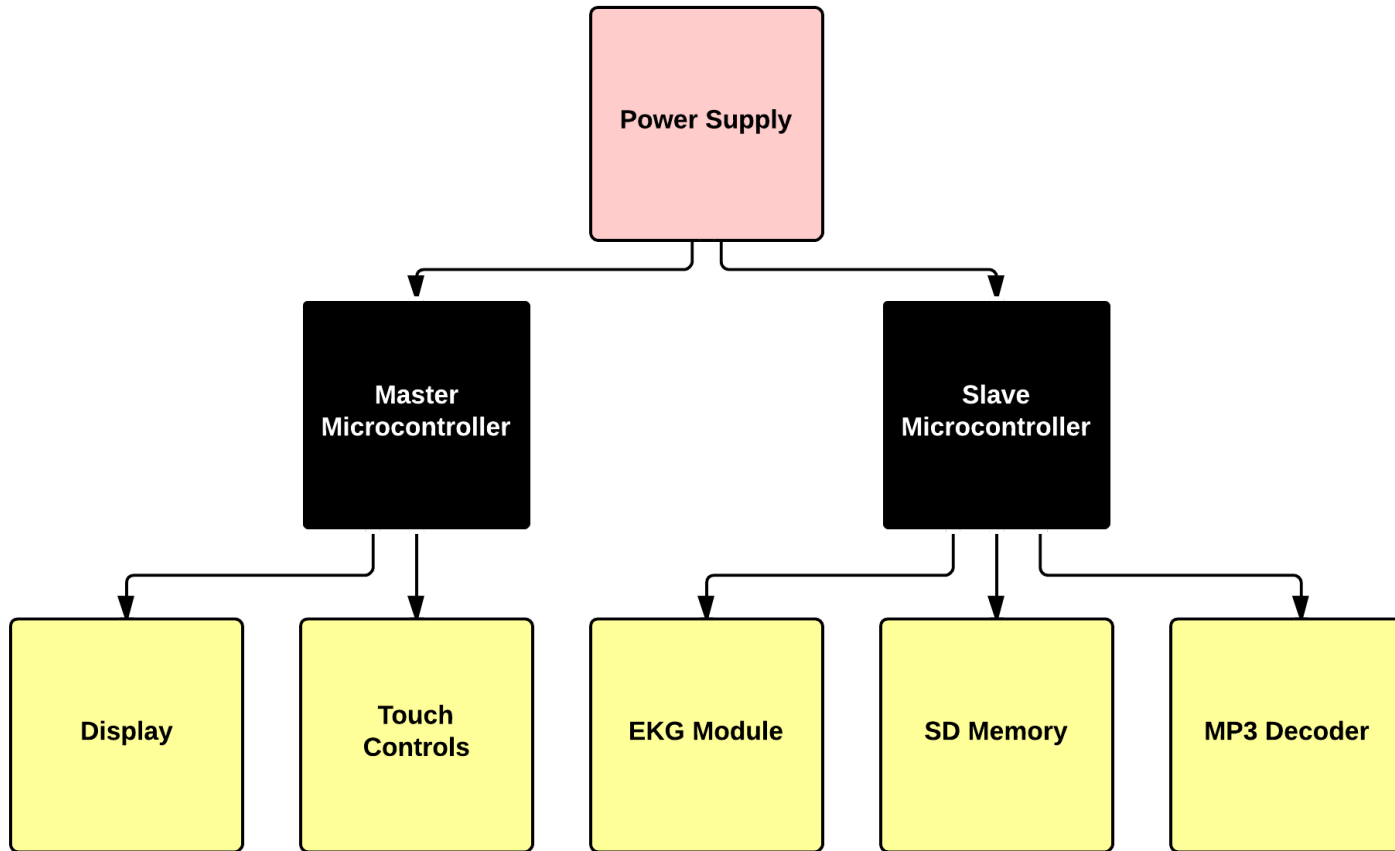 Power Supply
Master
Microcontroller
Slave
Microcontroller
Display
Touch
Controls
EKG Module
SD Memory
MP3 Decoder